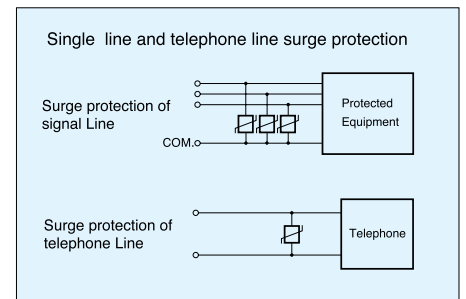 Single line and telephone line surge protection
Surge protection of
signal Line
Protected
Equipment
COM.
Surge protection of
telephone Line
Telephone